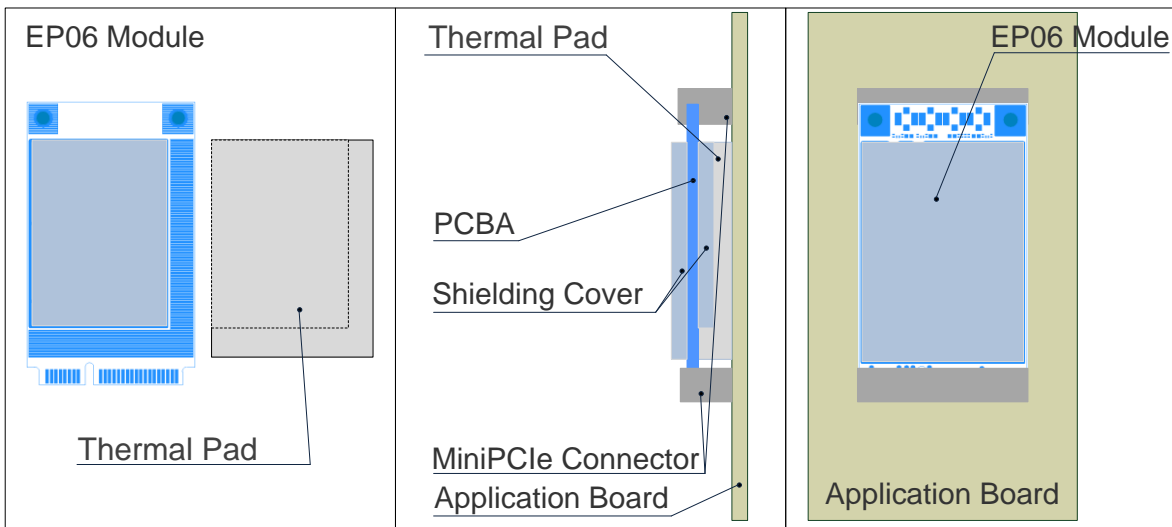 EP06 Module
Thermal Pad
Thermal Pad
PCBA
Shielding Cover
MiniPCIe Connector
Application Board
EP06 Module
Application Board